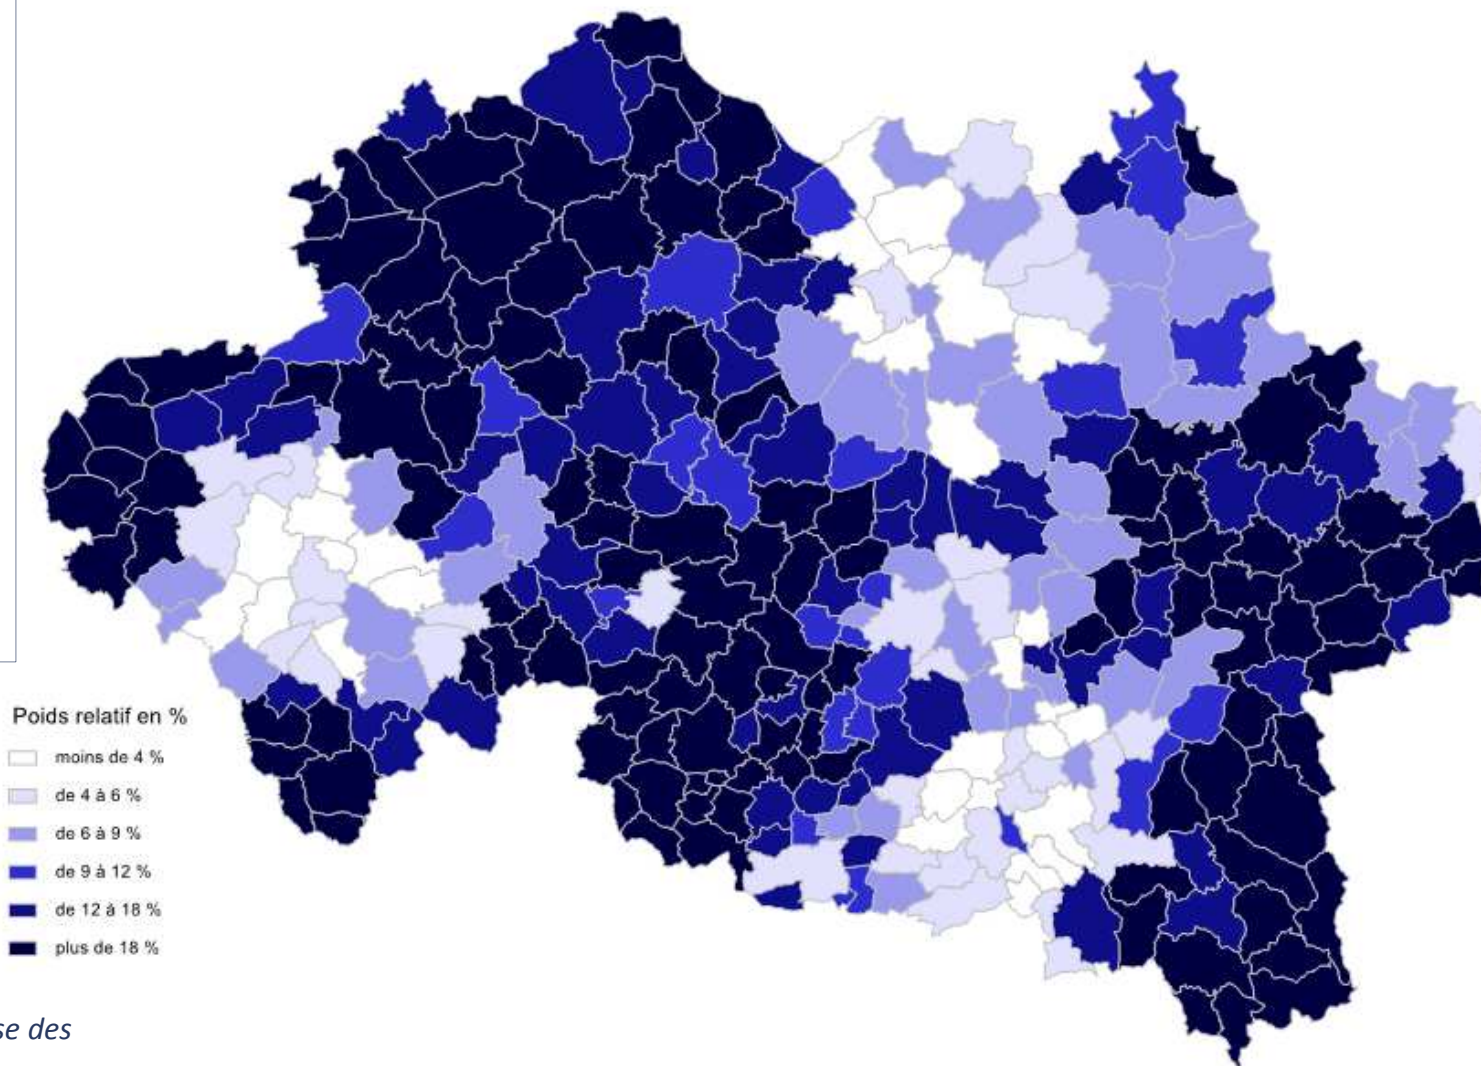 Poids relatif en %
moins de 4 %
de 4 à 6 %
de 6 à 9 %
de 9 à 12 %
de 12 à 18 %
plus de 18 %
se des